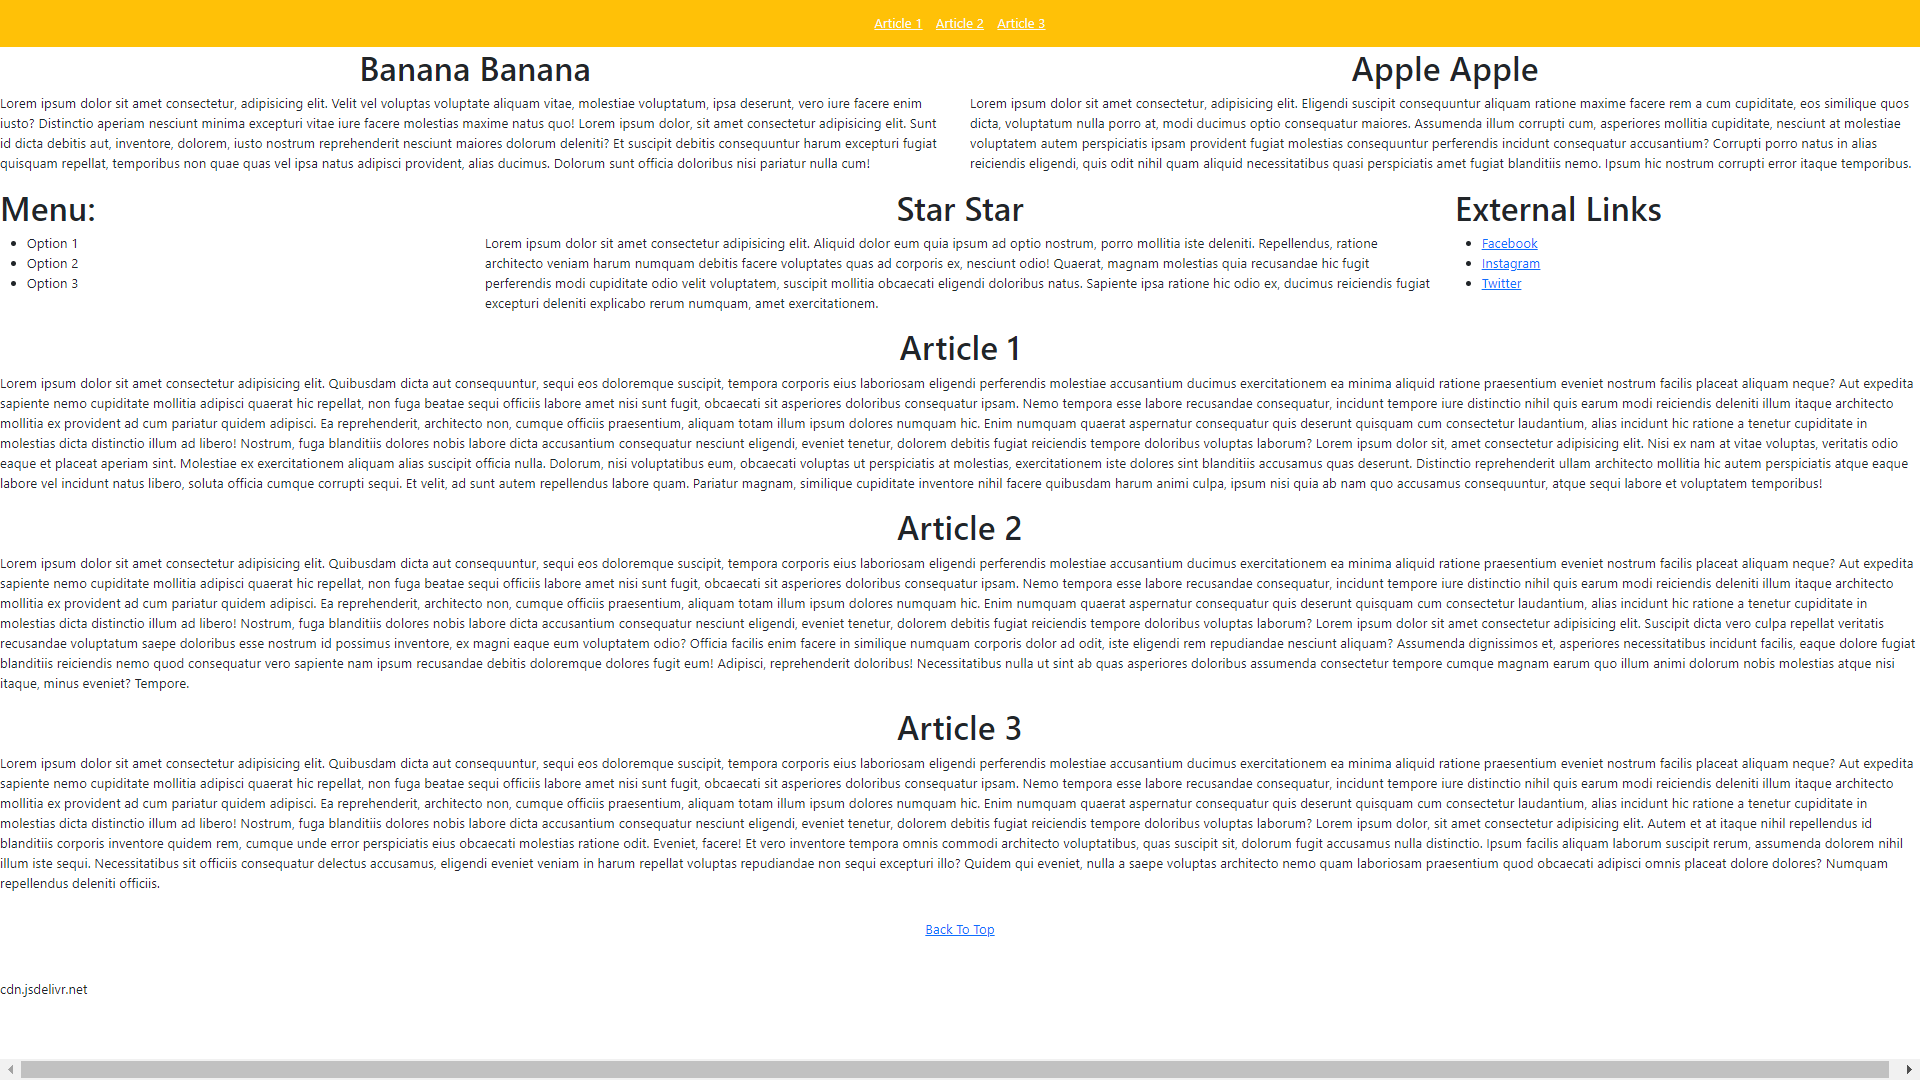 Article 1 Article 2 Article 3
Banana Banana
Lorem ipsum dolor sit amet consectetur, adipisicing elit. Velit vel voluptas voluptate aliquam vitae, molestiae voluptatum, ipsa deserunt, vero iure facere enim
iusto? Distinctio aperiam nesciunt minima excepturi vitae iure facere molestias maxime natus quo! Lorem ipsum dolor, sit amet consectetur adipisicing elit. Sunt
id dicta debitis aut, inventore, dolorem, iusto nostrum reprehenderit nesciunt maiores dolorum deleniti? Et suscipit debitis consequuntur harum excepturi fugiat
quisquam repellat, temporibus non quae quas vel ipsa natus adipisci provident, alias ducimus. Dolorum sunt officia doloribus nisi pariatur nulla cum!
Apple Apple
Lorem ipsum dolor sit amet consectetur, adipisicing elit. Eligendi suscipit consequuntur aliquam ratione maxime facere rem a cum cupiditate, eos similique quos
dicta, voluptatum nulla porro at, modi ducimus optio consequatur maiores. Assumenda illum corrupti cum, asperiores mollitia cupiditate, nesciunt at molestiae
voluptatem autem perspiciatis ipsam provident fugiat molestias consequuntur perferendis incidunt consequatur accusantium? Corrupti porro natus in alias
reiciendis eligendi, quis odit nihil quam aliquid necessitatibus quasi perspiciatis amet fugiat blanditiis nemo. Ipsum hic nostrum corrupti error itaque temporibus.
Menu:
Option 1
Option 2
Option 3
Star Star
Lorem ipsum dolor sit amet consectetur adipisicing elit. Aliquid dolor eum quia ipsum ad optio nostrum, porro mollitia iste deleniti. Repellendus, ratione
architecto veniam harum numquam debitis facere voluptates quas ad corporis ex, nesciunt odio! Quaerat, magnam molestias quia recusandae hic fugit
perferendis modi cupiditate odio velit voluptatem, suscipit mollitia obcaecati eligendi doloribus natus. Sapiente ipsa ratione hic odio ex, ducimus reiciendis fugiat
excepturi deleniti explicabo rerum numquam, amet exercitationem.
External Links
Facebook
Instagram
Twitter
Article 1
Lorem ipsum dolor sit amet consectetur adipisicing elit. Quibusdam dicta aut consequuntur, sequi eos doloremque suscipit, tempora corporis eius laboriosam eligendi perferendis molestiae accusantium ducimus exercitationem ea minima aliquid ratione praesentium eveniet nostrum facilis placeat aliquam neque? Aut expedita
sapiente nemo cupiditate mollitia adipisci quaerat hic repellat, non fuga beatae sequi officiis labore amet nisi sunt fugit, obcaecati sit asperiores doloribus consequatur ipsam. Nemo tempora esse labore recusandae consequatur, incidunt tempore iure distinctio nihil quis earum modi reiciendis deleniti illum itaque architecto
mollitia ex provident ad cum pariatur quidem adipisci. Ea reprehenderit, architecto non, cumque officiis praesentium, aliquam totam illum ipsum dolores numquam hic. Enim numquam quaerat aspernatur consequatur quis deserunt quisquam cum consectetur laudantium, alias incidunt hic ratione a tenetur cupiditate in
molestias dicta distinctio illum ad libero! Nostrum, fuga blanditiis dolores nobis labore dicta accusantium consequatur nesciunt eligendi, eveniet tenetur, dolorem debitis fugiat reiciendis tempore doloribus voluptas laborum? Lorem ipsum dolor sit, amet consectetur adipisicing elit. Nisi ex nam at vitae voluptas, veritatis odio
eaque et placeat aperiam sint. Molestiae ex exercitationem aliquam alias suscipit officia nulla. Dolorum, nisi voluptatibus eum, obcaecati voluptas ut perspiciatis at molestias, exercitationem iste dolores sint blanditiis accusamus quas deserunt. Distinctio reprehenderit ullam architecto mollitia hic autem perspiciatis atque eaque
labore vel incidunt natus libero, soluta officia cumque corrupti sequi. Et velit, ad sunt autem repellendus labore quam. Pariatur magnam, similique cupiditate inventore nihil facere quibusdam harum animi culpa, ipsum nisi quia ab nam quo accusamus consequuntur, atque sequi labore et voluptatem temporibus!
Article 2
Lorem ipsum dolor sit amet consectetur adipisicing elit. Quibusdam dicta aut consequuntur, sequi eos doloremque suscipit, tempora corporis eius laboriosam eligendi perferendis molestiae accusantium ducimus exercitationem ea minima aliquid ratione praesentium eveniet nostrum facilis placeat aliquam neque? Aut expedita
sapiente nemo cupiditate mollitia adipisci quaerat hic repellat, non fuga beatae sequi officiis labore amet nisi sunt fugit, obcaecati sit asperiores doloribus consequatur ipsam. Nemo tempora esse labore recusandae consequatur, incidunt tempore iure distinctio nihil quis earum modi reiciendis deleniti illum itaque architecto
mollitia ex provident ad cum pariatur quidem adipisci. Ea reprehenderit, architecto non, cumque officiis praesentium, aliquam totam illum ipsum dolores numquam hic. Enim numquam quaerat aspernatur consequatur quis deserunt quisquam cum consectetur laudantium, alias incidunt hic ratione a tenetur cupiditate in
molestias dicta distinctio illum ad libero! Nostrum, fuga blanditiis dolores nobis labore dicta accusantium consequatur nesciunt eligendi, eveniet tenetur, dolorem debitis fugiat reiciendis tempore doloribus voluptas laborum? Lorem ipsum dolor sit amet consectetur adipisicing elit. Suscipit dicta vero culpa repellat veritatis
recusandae voluptatum saepe doloribus esse nostrum id possimus inventore, ex magni eaque eum voluptatem odio? Officia facilis enim facere in similique numquam corporis dolor ad odit, iste eligendi rem repudiandae nesciunt aliquam? Assumenda dignissimos et, asperiores necessitatibus incidunt facilis, eaque dolore fugiat
blanditiis reiciendis nemo quod consequatur vero sapiente nam ipsum recusandae debitis doloremque dolores fugit eum! Adipisci, reprehenderit doloribus! Necessitatibus nulla ut sint ab quas asperiores doloribus assumenda consectetur tempore cumque magnam earum quo illum animi dolorum nobis molestias atque nisi
itaque, minus eveniet? Tempore.
Article 3
Lorem ipsum dolor sit amet consectetur adipisicing elit. Quibusdam dicta aut consequuntur, sequi eos doloremque suscipit, tempora corporis eius laboriosam eligendi perferendis molestiae accusantium ducimus exercitationem ea minima aliquid ratione praesentium eveniet nostrum facilis placeat aliquam neque? Aut expedita
sapiente nemo cupiditate mollitia adipisci quaerat hic repellat, non fuga beatae sequi officiis labore amet nisi sunt fugit, obcaecati sit asperiores doloribus consequatur ipsam. Nemo tempora esse labore recusandae consequatur, incidunt tempore iure distinctio nihil quis earum modi reiciendis deleniti illum itaque architecto
mollitia ex provident ad cum pariatur quidem adipisci. Ea reprehenderit, architecto non, cumque officiis praesentium, aliquam totam illum ipsum dolores numquam hic. Enim numquam quaerat aspernatur consequatur quis deserunt quisquam cum consectetur laudantium, alias incidunt hic ratione a tenetur cupiditate in
molestias dicta distinctio illum ad libero! Nostrum, fuga blanditiis dolores nobis labore dicta accusantium consequatur nesciunt eligendi, eveniet tenetur, dolorem debitis fugiat reiciendis tempore doloribus voluptas laborum? Lorem ipsum dolor, sit amet consectetur adipisicing elit. Autem et at itaque nihil repellendus id
blanditiis corporis inventore quidem rem, cumque unde error perspiciatis eius obcaecati molestias ratione odit. Eveniet, facere! Et vero inventore tempora omnis commodi architecto voluptatibus, quas suscipit sit, dolorum fugit accusamus nulla distinctio. Ipsum facilis aliquam laborum suscipit rerum, assumenda dolorem nihil
illum iste sequi. Necessitatibus sit officiis consequatur delectus accusamus, eligendi eveniet veniam in harum repellat voluptas repudiandae non sequi excepturi illo? Quidem qui eveniet, nulla a saepe voluptas architecto nemo quam laboriosam praesentium quod obcaecati adipisci omnis placeat dolore dolores? Numquam
repellendus deleniti officiis.
Back To Top
cdn.jsdelivr.net